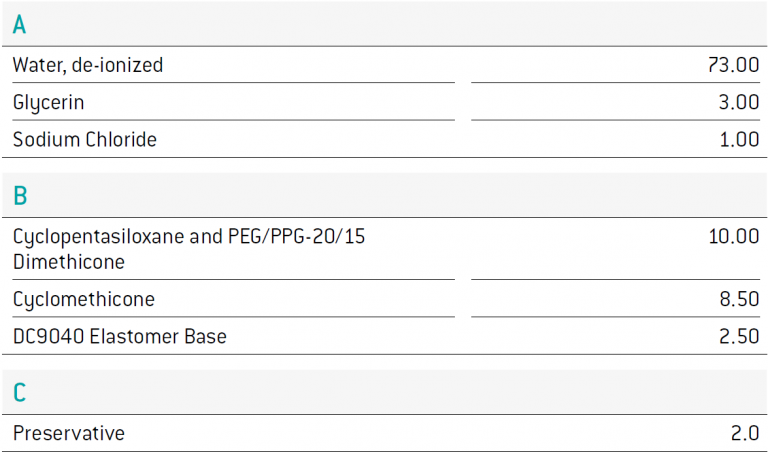 A
Water, de-ionized 73.00
Glycerin 3.00
Sodium Chloride 1.00
B
Cyclopentasiloxane and PEG/PPG-20/15 10.00
Dimethicone
Cyclomethicone 8.50
DC9040 Elastomer Base 2.50
C
Preservative 2.0